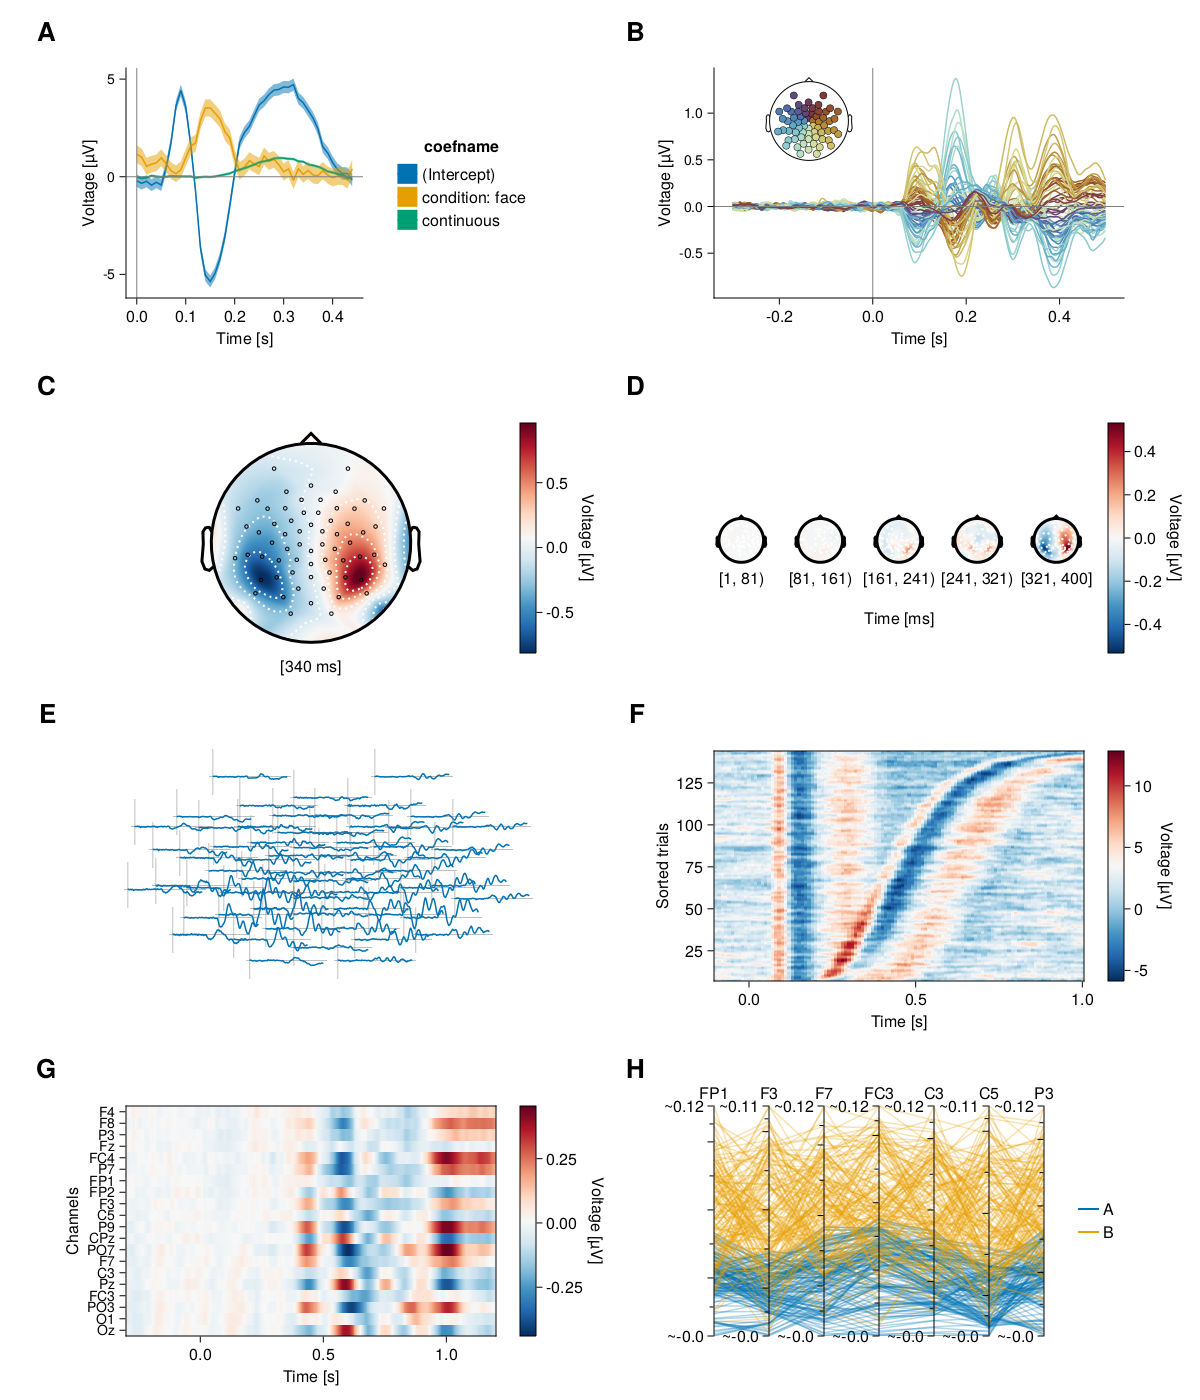 A
5
0
-5
Voltage [µV]
0.0 0.1 0.2 0.3 0.4
Time [s]
coefname
(Intercept)
condition: face
continuous
B
1.0
0.5
0.0
-0.5
Voltage [µV]
-0.2 0.0 0.2 0.4
Time [s]
C
[340 ms]
0.5
0.0
-0.5
Voltage [µV]
D
[1, 81) [81, 161) [161, 241) [241, 321) [321, 400]
Time [ms]
0.4
0.2
0.0
-0.2
-0.4
Voltage [µV]
E
F
125
100
75
50
25
Sorted trials
0.0 0.5 1.0
Time [s]
10
5
0
-5
Voltage [µV]
G
F4
F8
P3
Fz
FC4
P7
FP1
FP2
F3
C5
P9
CPz
PO7
F7
C3
Pz
FC3
PO3
O1
Oz
Channels
0.0 0.5 1.0
Time [s]
0.25
0.00
-0.25
Voltage [µV]
H
FP1 F3 F7 FC3 C3 C5 P3
~0.12 ~0.11 ~0.12 ~0.12 ~0.12 ~0.11 ~0.12
~-0.0 ~-0.0 ~-0.0 ~-0.0 ~-0.0 ~-0.0 ~-0.0
A
B